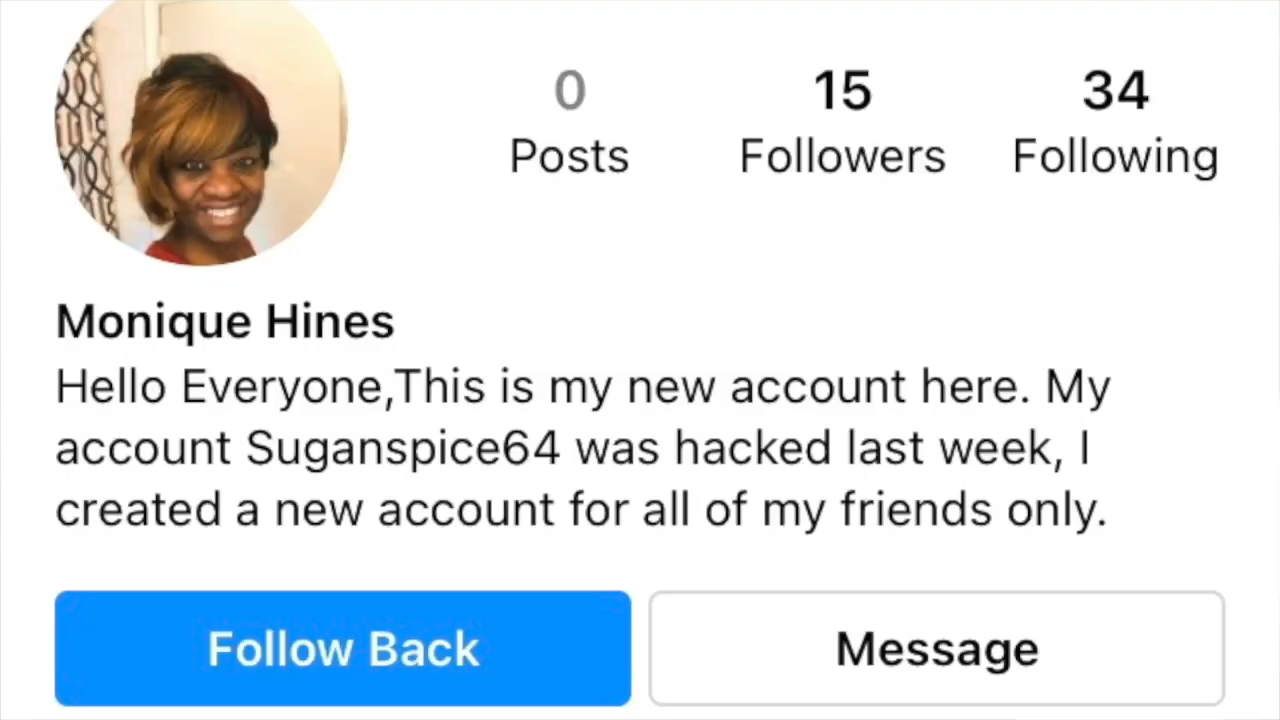 0 15 34
Posts Followers Following
Monique Hines
Hello Everyone,This is my new account here. My
account Suganspice64 was hacked last week, I
created a new account for all of my friends only.
Follow Back Message